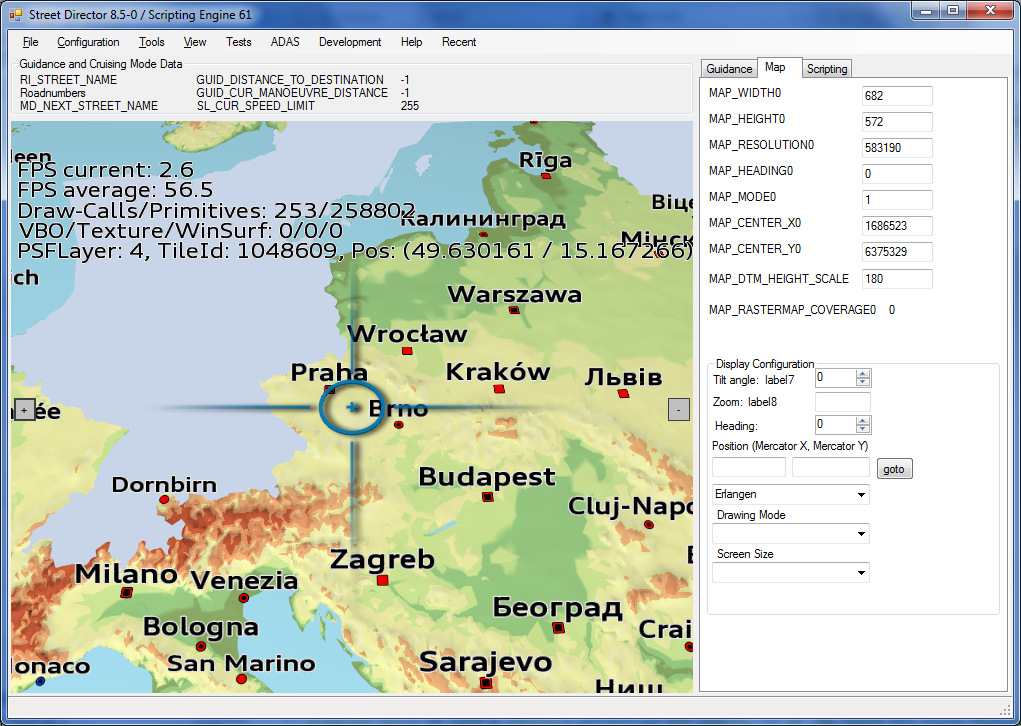 Street Director 8.5-0 / Scripting Engine 61
File Configuration Tools View Tests ADAS Development Help Recent
Guidance and Cruising Mode Data
RI_STREET_NAME GUID_DISTANCE_TO_DESTINATION -1
Roadnumbers GUID_CUR_MANOEUVRE_DISTANCE -1
MD_NEXT_STREET_NAME SL_CUR_SPEED_LIMIT 255
FPS current: 2.6
FPS average: 56.5
Draw-Calls/Primitives: 253/258802
VBO/Texture/WinSurf: 0/0/0
PSFLayer: 4, TileId: 1048609, Pos: (49.630161 / 15.167266)
Rīga
Калининград
Віце
Мінск
ch
Warszawa
Wrocław
Praha
Kraków
Львів
+
ée
Brno
-
Budapest
Dornbirn
Cluj-Napo
Zagreb
Milano
Venezia
Београд
Bologna
Crai
onaco
San Marino
Sarajevo
Ниш
Guidance Map Scripting
MAP_WIDTH0 682
MAP_HEIGHT0 572
MAP_RESOLUTION0 583190
MAP_HEADING0 0
MAP_MODE0 1
MAP_CENTER_X0 1686523
MAP_CENTER_Y0 6375329
MAP_DTM_HEIGHT_SCALE 180
MAP_RASTERMAP_COVERAGE0 0
Display Configuration
Tilt angle: label7 0
Zoom: label8
Heading: 0
Position (Mercator X, Mercator Y)
goto
Erlangen
Drawing Mode
Screen Size